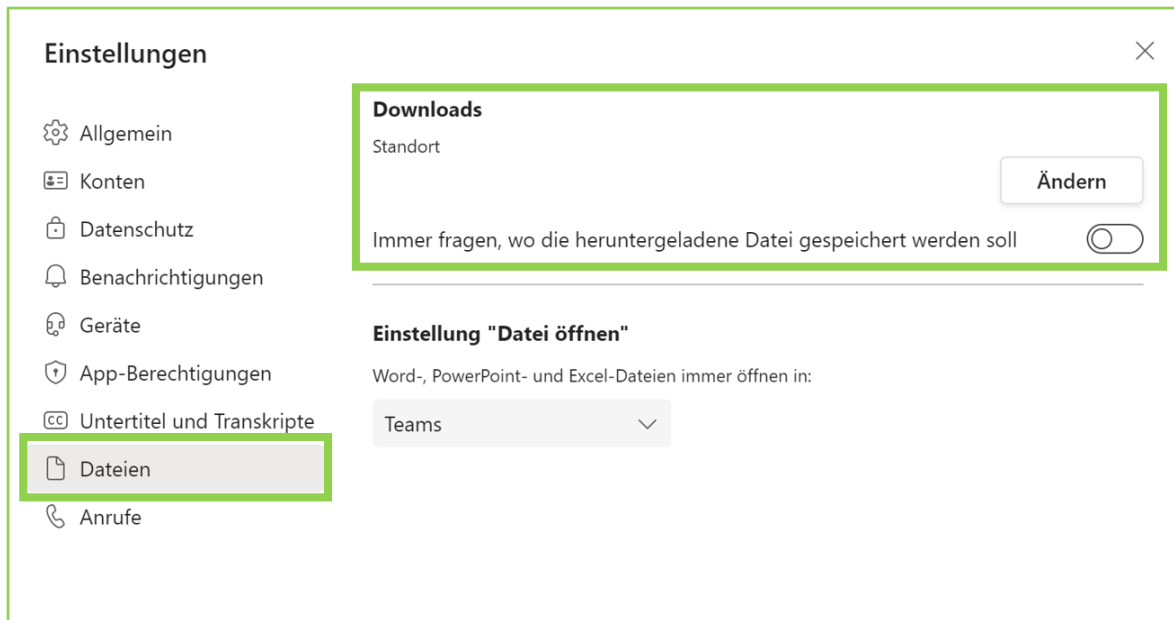 Einstellungen
Allgemein
Konten
Datenschutz
Benachrichtigungen
Geräte
App-Berechtigungen
CC Untertitel und Transkripte
Dateien
Anrufe
Downloads
Standort
Ändern
Immer fragen, wo die heruntergeladene Datei gespeichert werden soll
Einstellung "Datei öffnen"
Word-, PowerPoint- und Excel-Dateien immer öffnen in:
Teams